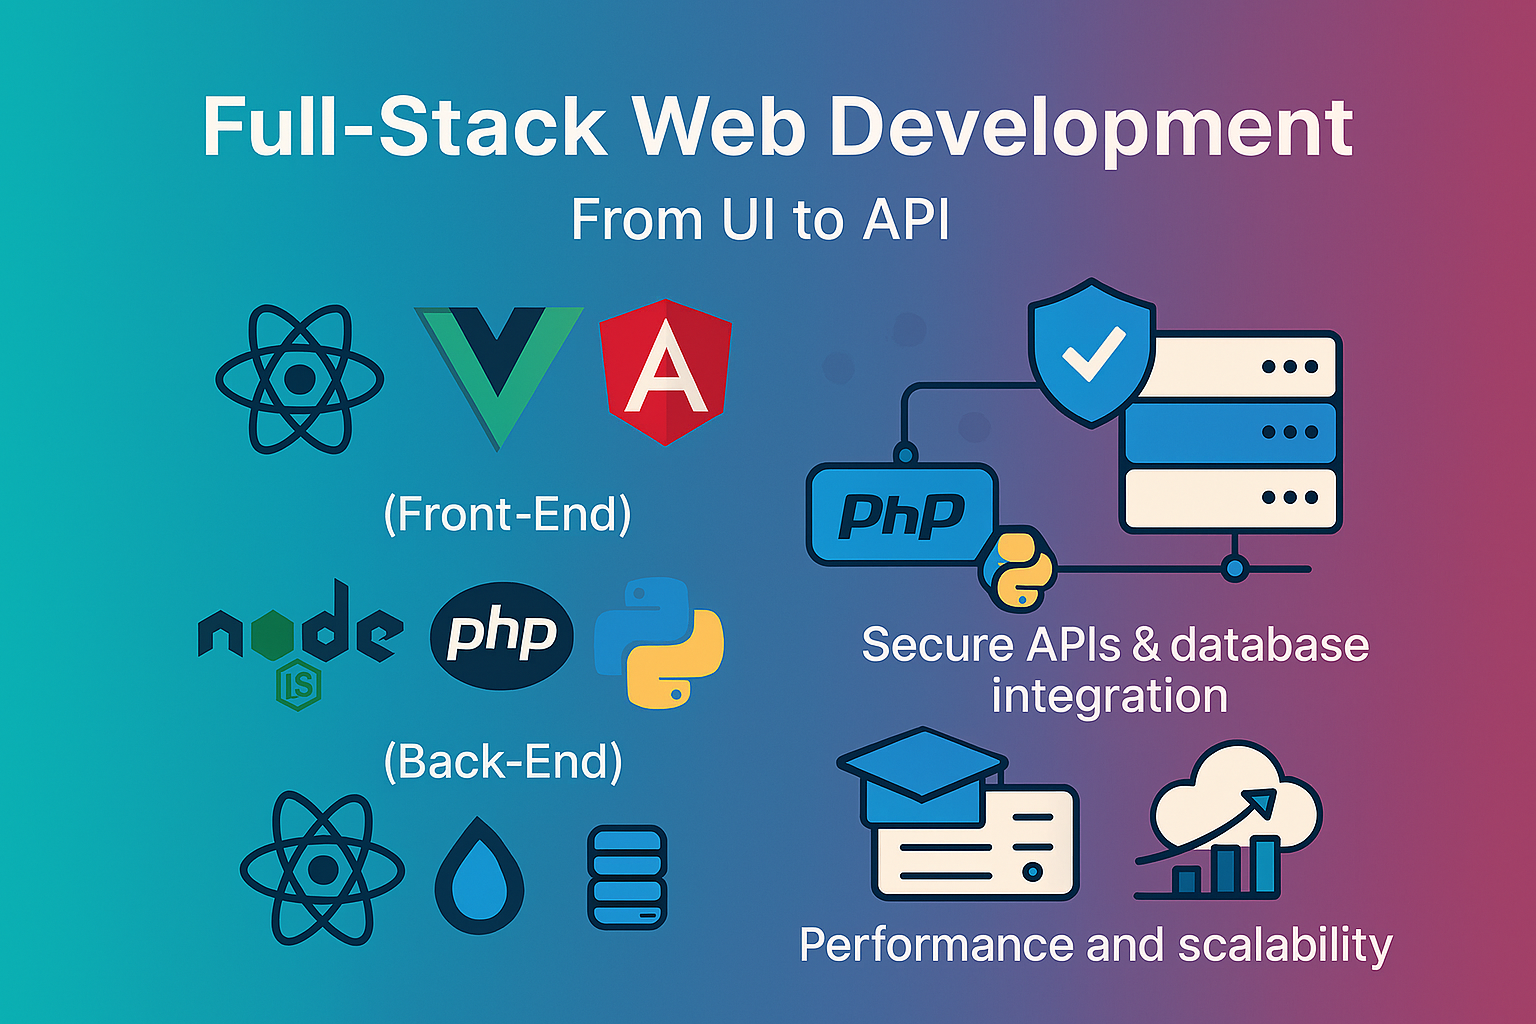 Full-Stack Web Development
From UI to API
A
(Front-End)
php
node
LS
php
Secure APIs & database
integration
(Back-End)
Performance and scalability